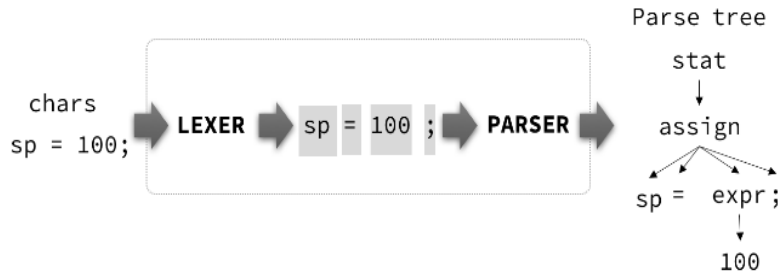 chars
sp = 100;
LEXER
sp = 100 ;
PARSER
Parse tree
stat
assign
sp = expr ;
100